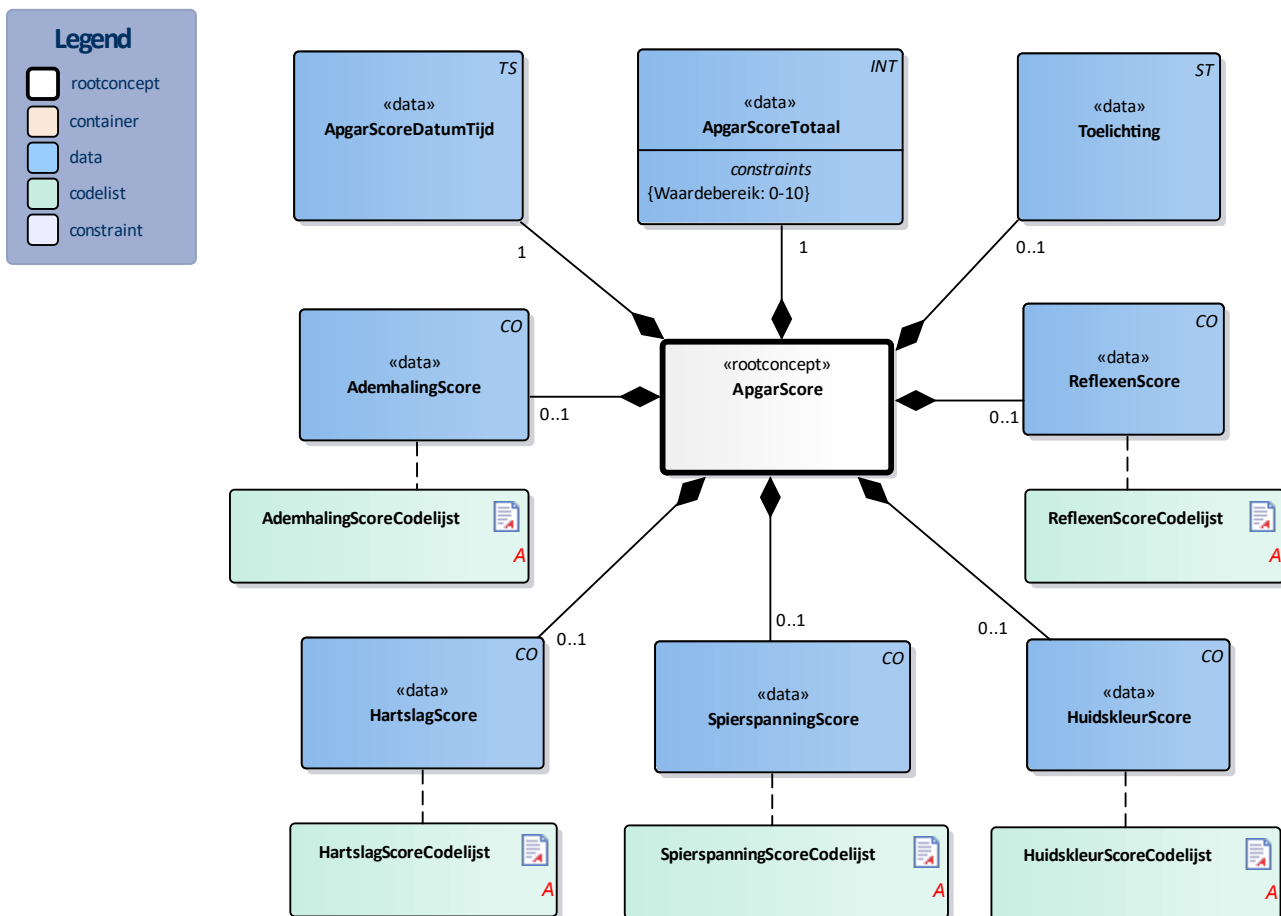 Legend
rootconcept
container
data
codelist
constraint
TS
«data»
ApgarScoreDatumTijd
INT
«data»
ApgarScoreTotaal
constraints
{Waardebereik: 0-10}
ST
«data»
Toelichting
1
1
0..1
CO
«data»
AdemhalingScore
0..1
«rootconcept»
ApgarScore
CO
«data»
ReflexenScore
0..1
AdemhalingScoreCodelijst
A
ReflexenScoreCodelijst
A
0..1
0..1
0..1
CO
«data»
HartslagScore
CO
«data»
SpierspanningScore
CO
«data»
HuidskleurScore
HartslagScoreCodelijst
A
SpierspanningScoreCodelijst
A
HuidskleurScoreCodelijst
A